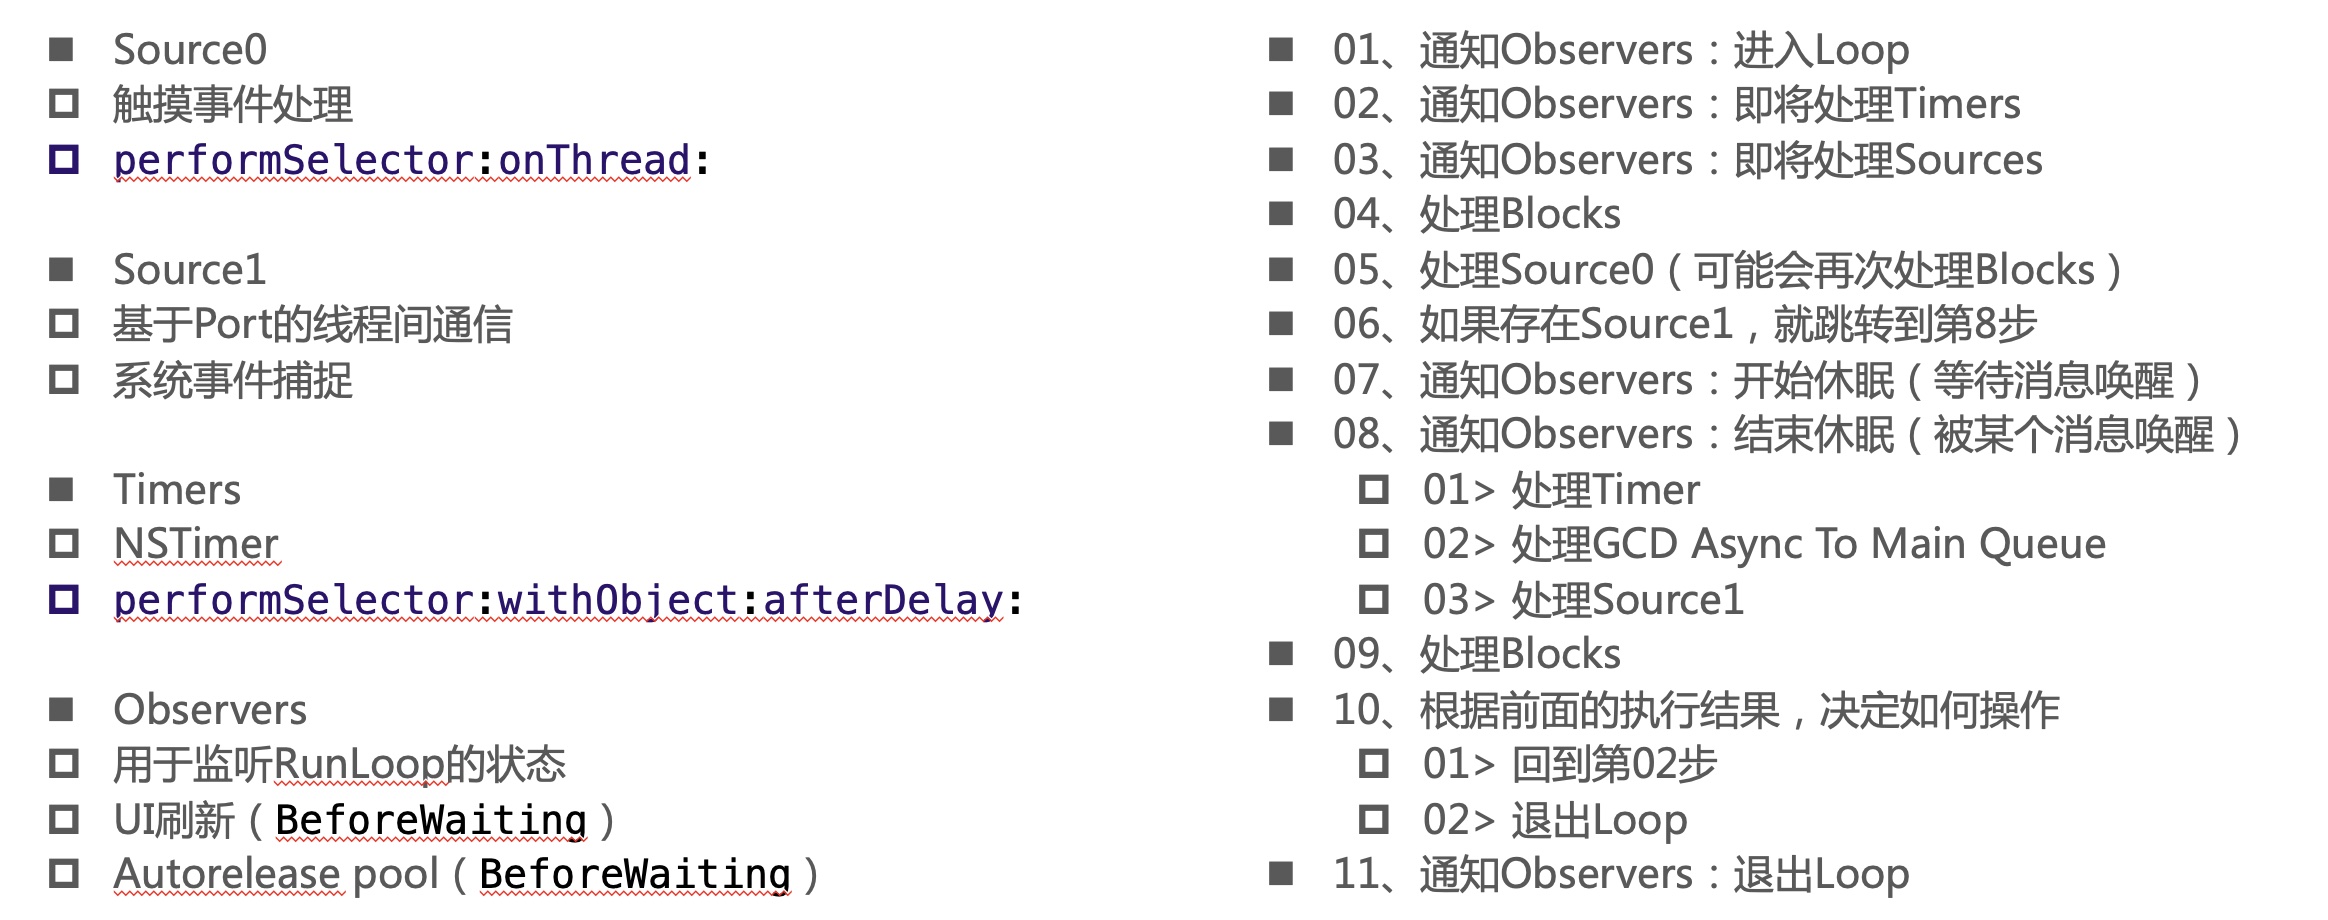 Source0
触摸事件处理
performSelector:onThread:
Source1
基于Port的线程间通信
系统事件捕捉
Timers
NSTimer
performSelector:withObject:afterDelay:
Observers
用于监听RunLoop的状态
UI刷新（BeforeWaiting）
Autorelease pool（BeforeWaiting）
01、通知Observers：进入Loop
02、通知Observers：即将处理Timers
03、通知Observers：即将处理Sources
04、处理Blocks
05、处理Source0（可能会再次处理Blocks）
06、如果存在Source1，就跳转到第8步
07、通知Observers：开始休眠（等待消息唤醒）
08、通知Observers：结束休眠（被某个消息唤醒）
01> 处理Timer
02> 处理GCD Async To Main Queue
03> 处理Source1
09、处理Blocks
10、根据前面的执行结果，决定如何操作
01> 回到第02步
02> 退出Loop
11、通知Observers：退出Loop